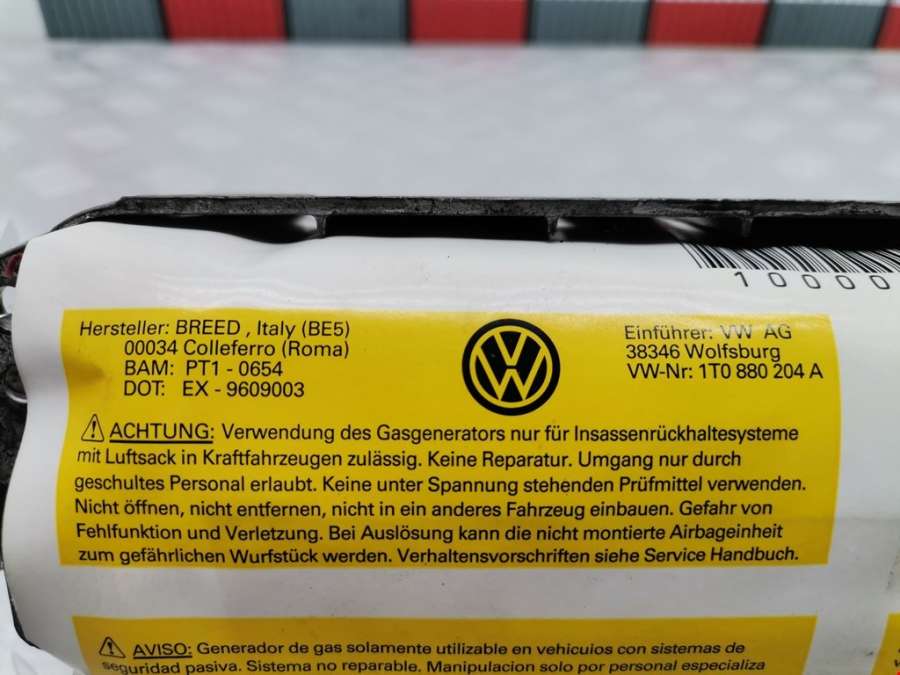 10000
Hersteller: BREED , Italy (BE5)
00034 Colleferro (Roma)
BAM: PT1 - 0654
DOT: EX - 9609003
Einführer: VW AG
38346 Wolfsburg
VW-Nr: 1T0 880 204 A
ACHTUNG: Verwendung des Gasgenerators nur für Insassenrückhaltesysteme
mit Luftsack in Kraftfahrzeugen zulässig. Keine Reparatur. Umgang nur durch
geschultes Personal erlaubt. Keine unter Spannung stehenden Prüfmittel verwenden.
Nicht öffnen, nicht entfernen, nicht in ein anderes Fahrzeug einbauen. Gefahr von
Fehlfunktion und Verletzung. Bei Auslösung kann die nicht montierte Airbageinheit
zum gefährlichen Wurfstück werden. Verhaltensvorschriften siehe Service Handbuch.
AVISO: Generador de gas solamente utilizable en vehiculos con sistemas de
seguridad pasiva. Sistema no reparable. Manipulacion solo por personal especializa